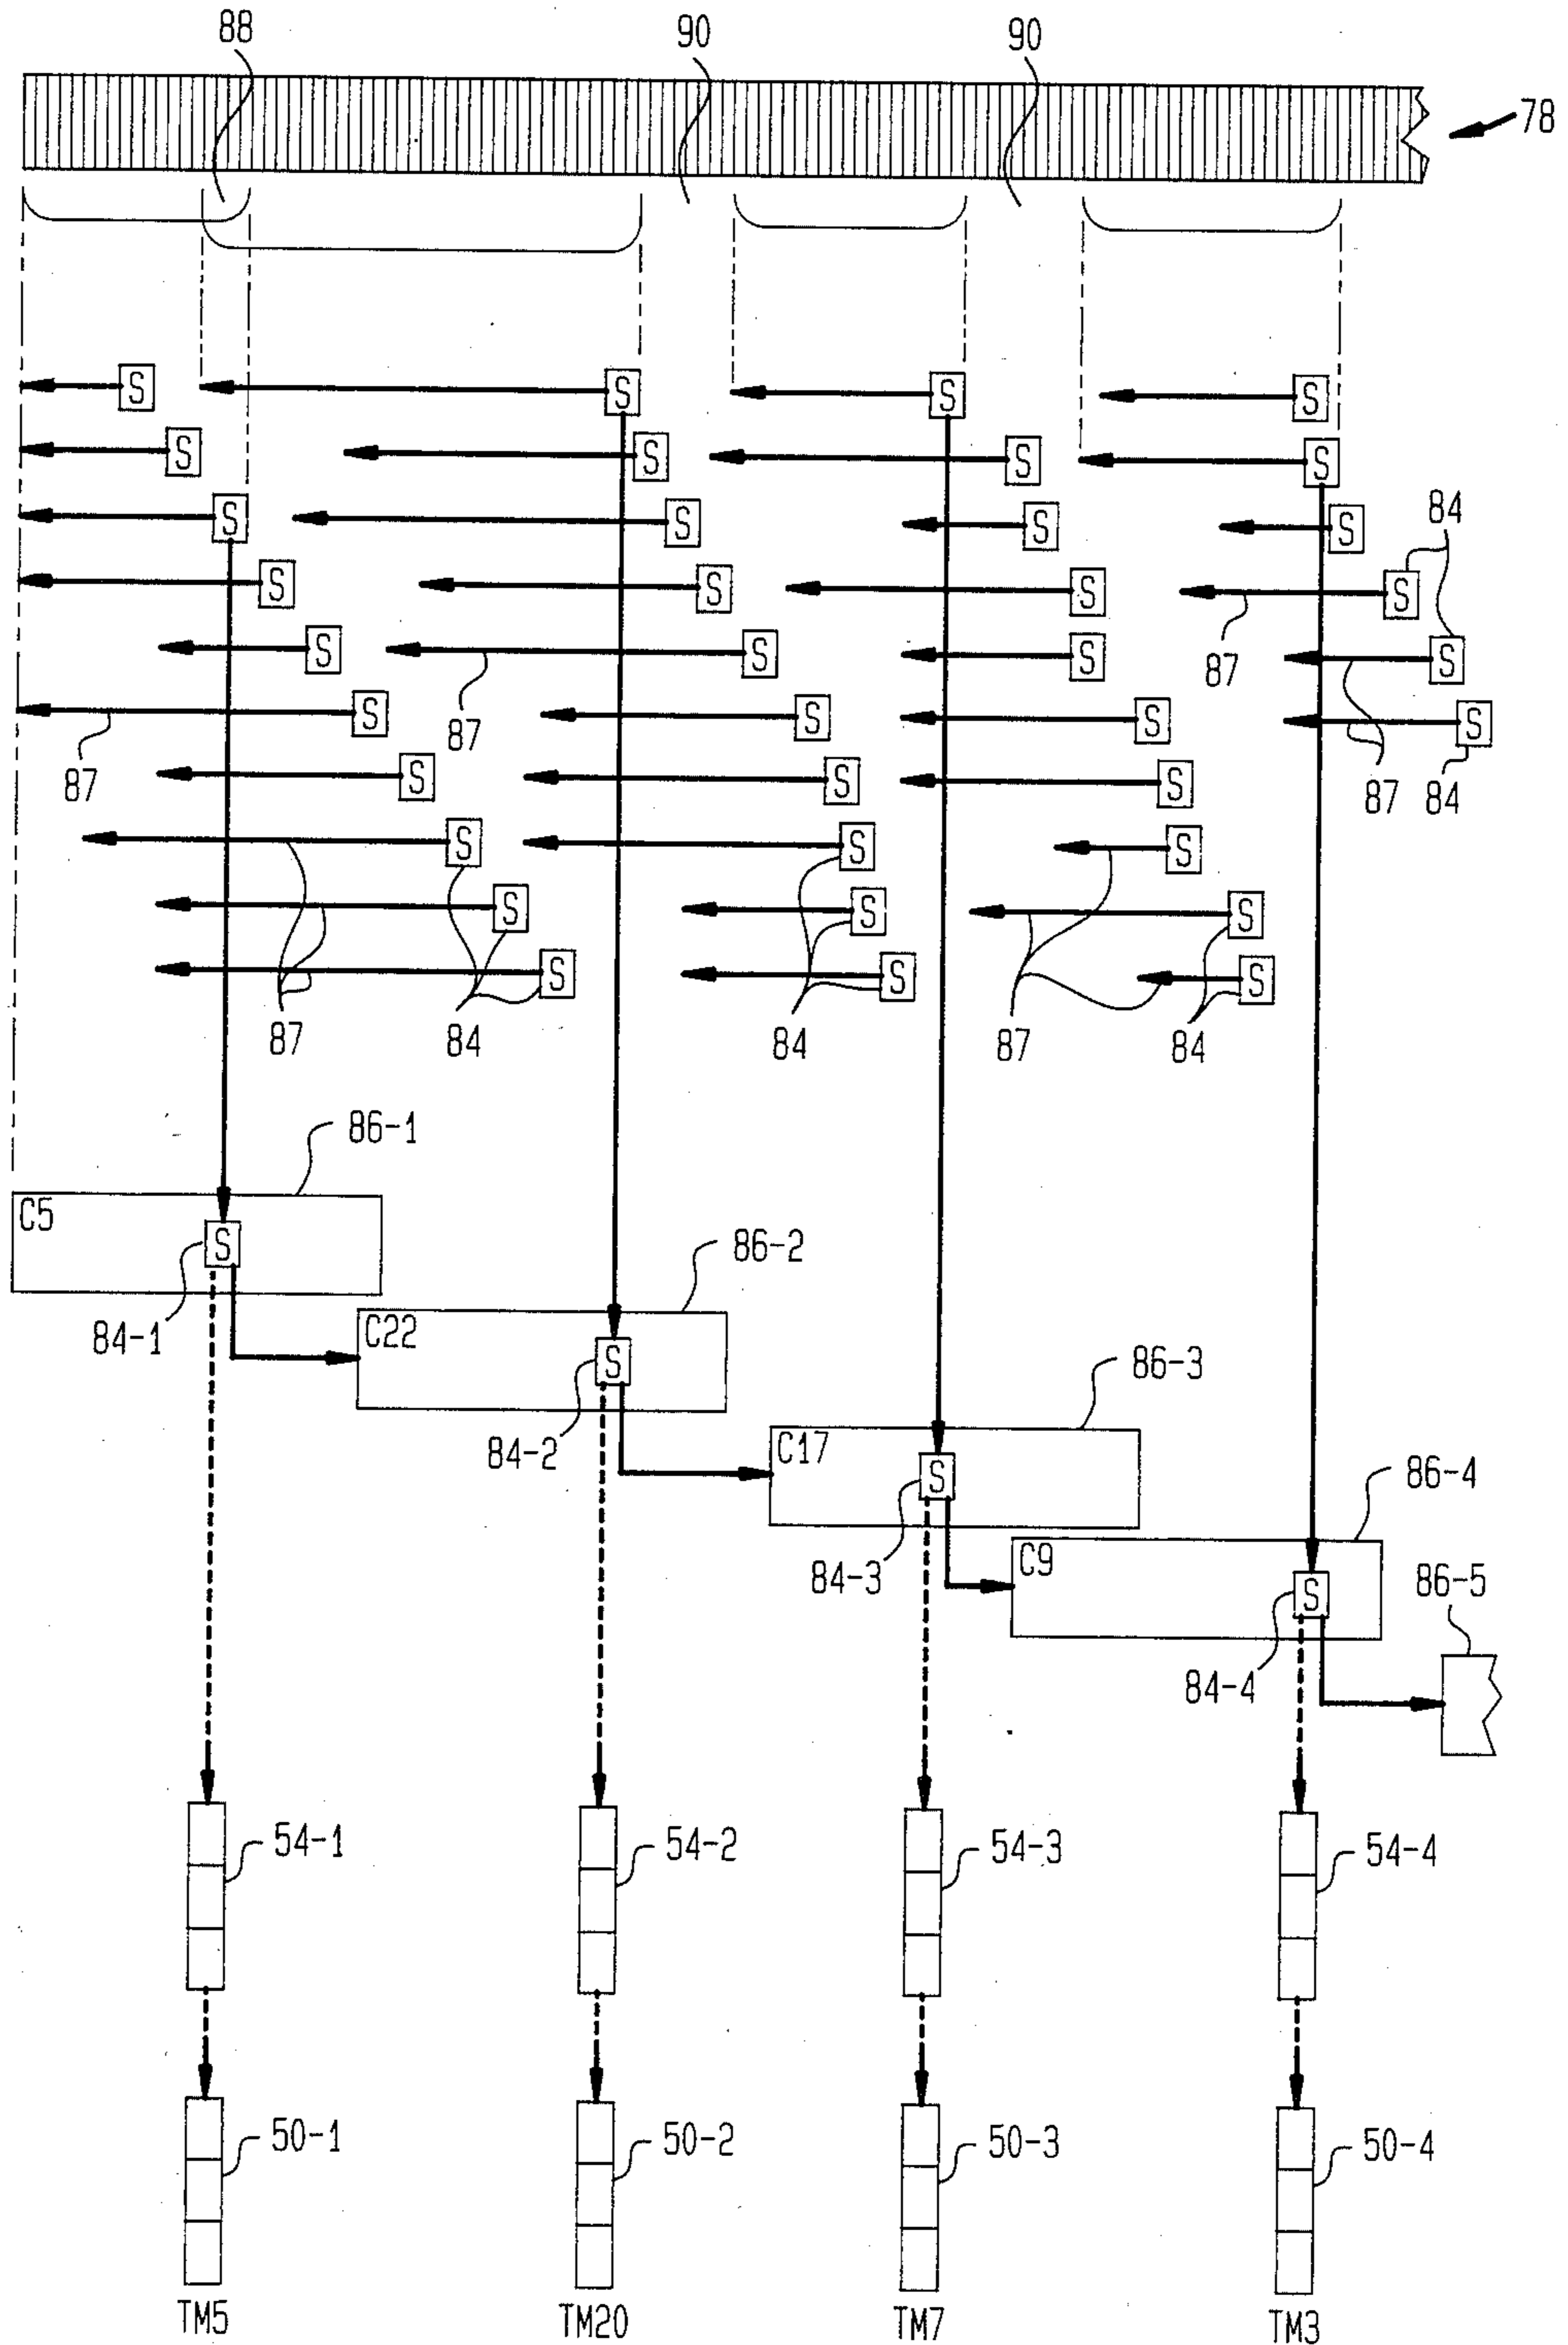 88 90 90
78
S S S S
S S S S
S S S S
84
S S S S
S S S S
87 87
S S S S
87 87 84
S S S
S S S
S S S
S S S
87 84 84 87 84
86-1
C5
S
84-1
86-2
C22
S
84-2
86-3
C17
S
84-3
86-4
C9
S
84-4
86-5
54-1 54-2 54-3 54-4
50-1 50-2 50-3 50-4
TM5 TM20 TM7 TM3